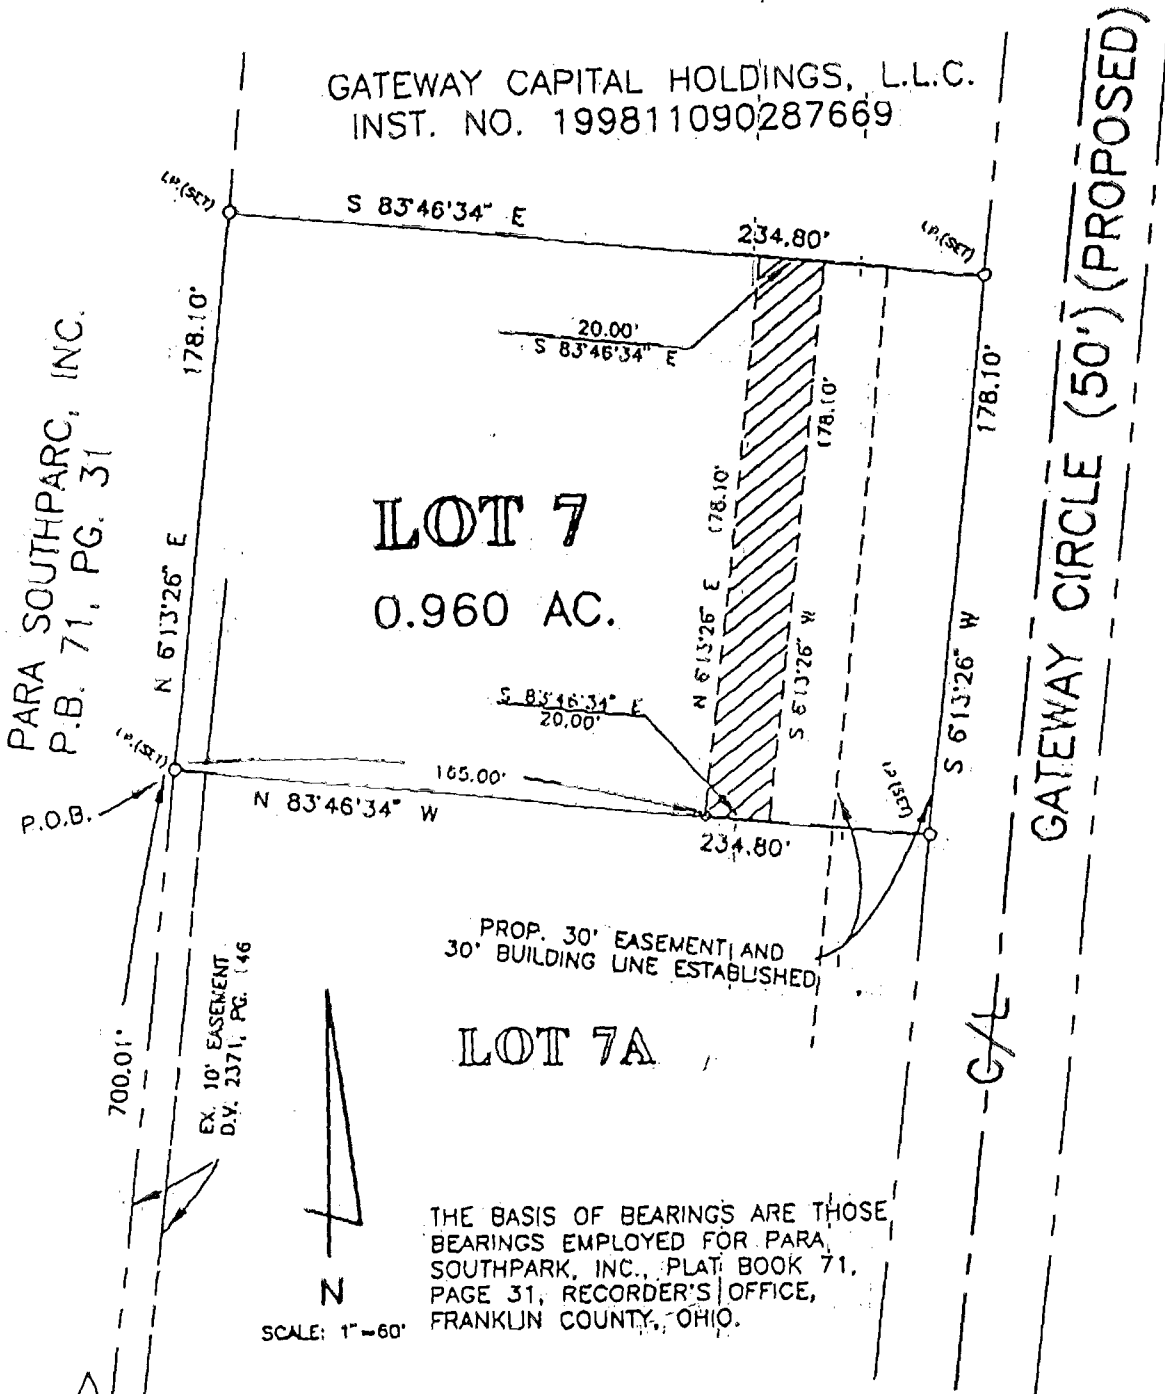 GATEWAY CAPITAL HOLDINGS, L.L.C.
INST. NO. 199811090287669
I.P.(SET)
S 83°46'34" E
234.80'
I.P.(SET)
20.00'
S 83°46'34" E
178.10'
178.10'
178.10'
178.10'
PARA SOUTHPARC, INC.
P.B. 71, PG. 31
LOT 7
0.960 AC.
N 6°13'26" E
N 6°13'26" E
S 6°13'26" W
S 6°13'26" W
GATEWAY CIRCLE (50')(PROPOSED)
S 83°46'34" E
20.00'
I.P.(SET)
165.00'
N 83°46'34" W
234.80'
I.P.(SET)
P.O.B.
PROP. 30' EASEMENT AND
30' BUILDING LINE ESTABLISHED
EX. 10' EASEMENT
D.V. 2371, PG. 146
700.01'
LOT 7A
C/L
N
SCALE: 1"=60'
THE BASIS OF BEARINGS ARE THOSE
BEARINGS EMPLOYED FOR PARA
SOUTHPARK, INC., PLAT BOOK 71,
PAGE 31, RECORDER'S OFFICE,
FRANKLIN COUNTY, OHIO.